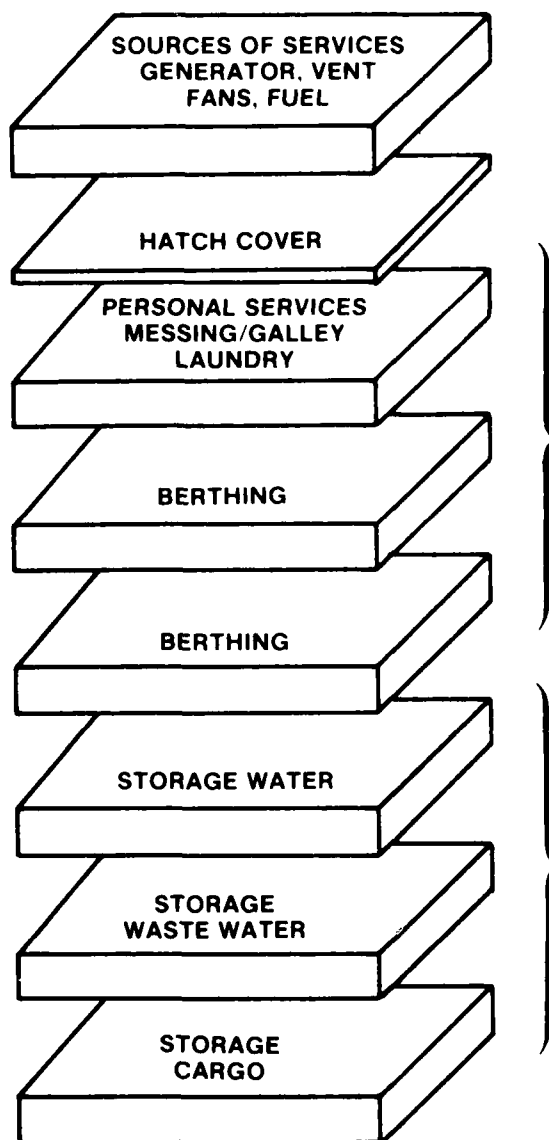 SOURCES OF SERVICES
GENERATOR, VENT
FANS, FUEL
HATCH COVER
PERSONAL SERVICES
MESSING/GALLEY
LAUNDRY
BERTHING
BERTHING
STORAGE WATER
STORAGE
WASTE WATER
STORAGE
CARGO